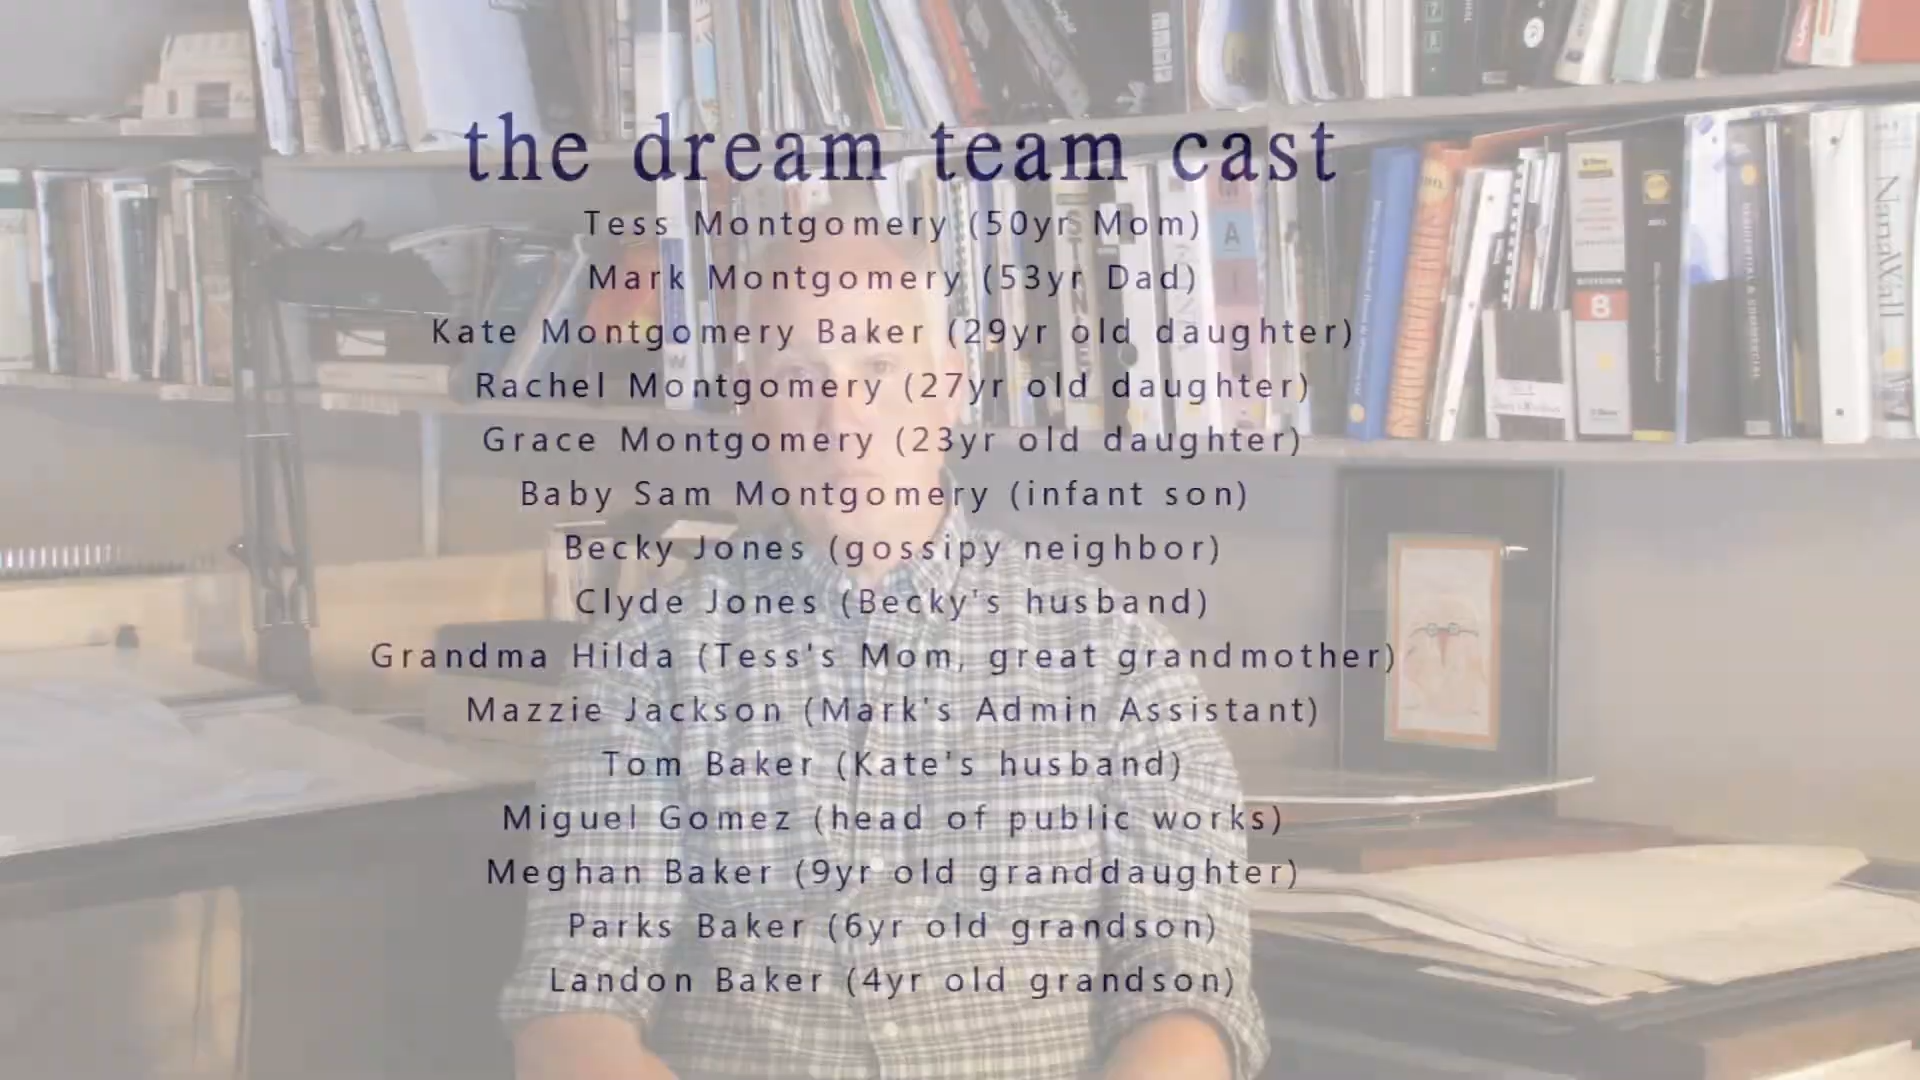 the dream team cast
Tess Montgomery (50yr Mom)
Mark Montgomery (53yr Dad)
Kate Montgomery Baker (29yr old daughter)
Rachel Montgomery (27yr old daughter)
Grace Montgomery (23yr old daughter)
Baby Sam Montgomery (infant son)
Becky Jones (gossipy neighbor)
Clyde Jones (Becky's husband)
Grandma Hilda (Tess's Mom, great grandmother)
Mazzie Jackson (Mark's Admin Assistant)
Tom Baker (Kate's husband)
Miguel Gomez (head of public works)
Meghan Baker (9yr old granddaughter)
Parks Baker (6yr old grandson)
Landon Baker (4yr old grandson)
NanaWall
8